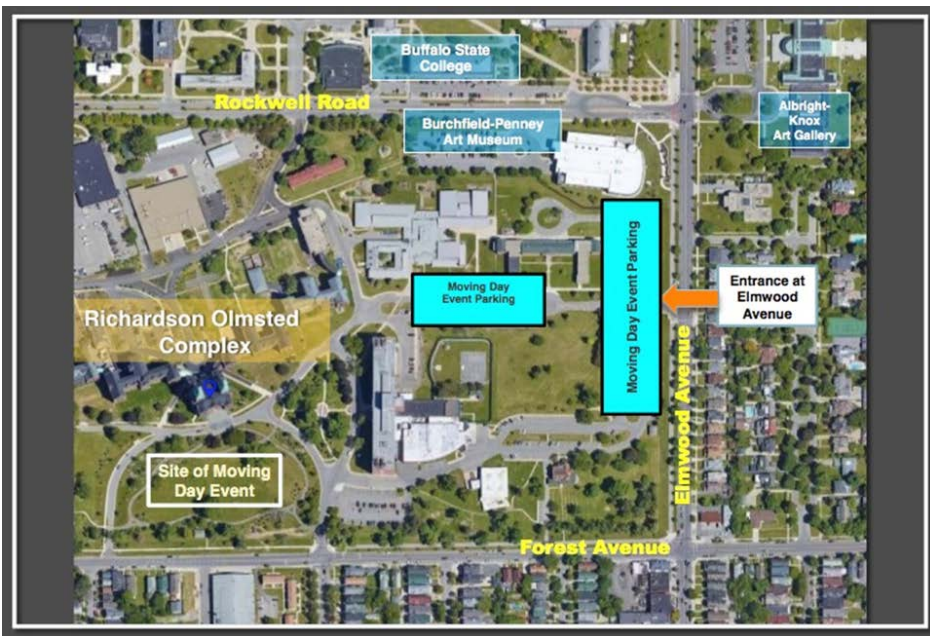 Buffalo State
College
Rockwell Road
Burchfield-Penney
Art Museum
Albright-
Knox
Art Gallery
Moving Day
Event Parking
Moving Day Event Parking
Entrance at
Elmwood
Avenue
Richardson Olmsted
Complex
Elmwood Avenue
Site of Moving
Day Event
Forest Avenue